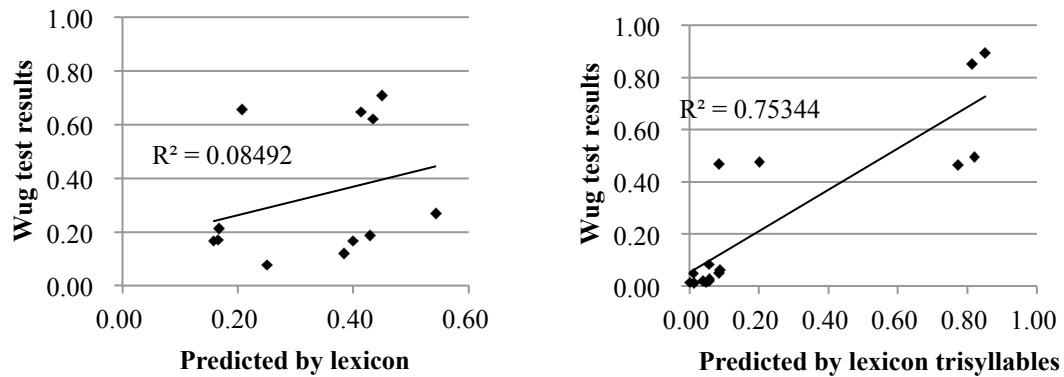 Wug test results
1.00
0.80
0.60
0.40
0.20
0.00
R² = 0.08492
0.00 0.20 0.40 0.60
Predicted by lexicon
Wug test results
1.00
0.80
0.60
0.40
0.20
0.00
R² = 0.75344
0.00 0.20 0.40 0.60 0.80 1.00
Predicted by lexicon trisyllables